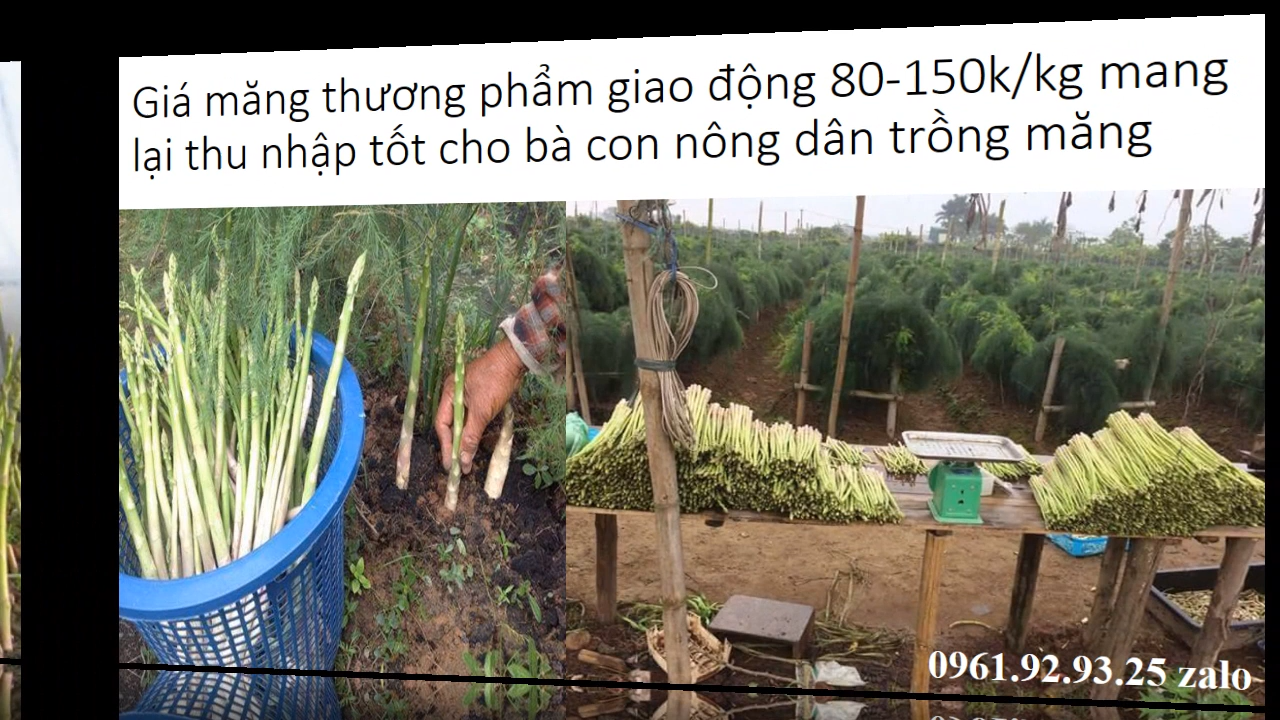 Giá măng thương phẩm giao động 80-150k/kg mang
lại thu nhập tốt cho bà con nông dân trồng măng
0961.92.93.25 zalo